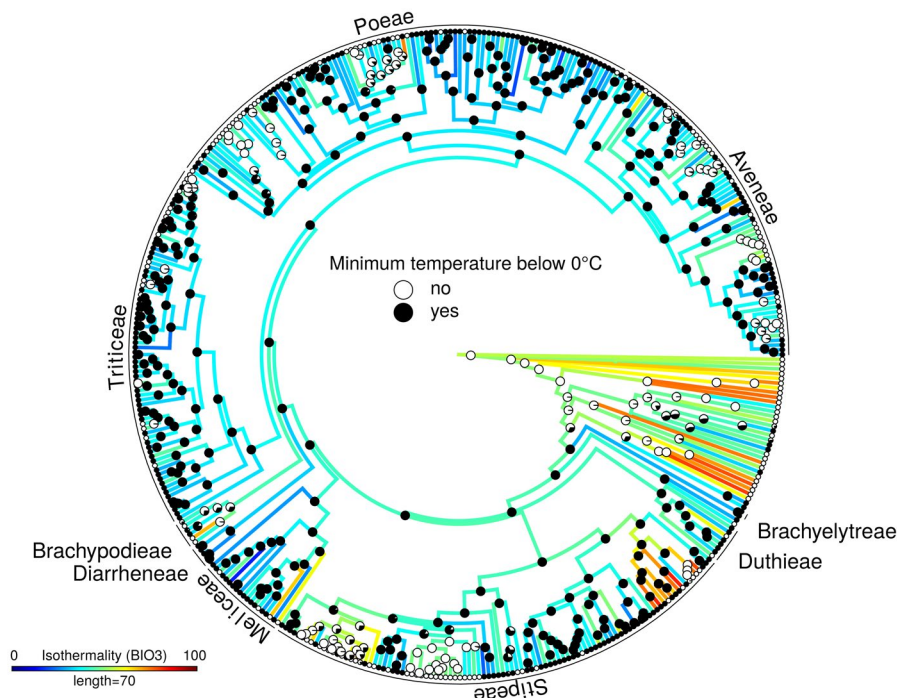 Poeae
Aveneae
Minimum temperature below 0°C
no
yes
Triticeae
Brachyelytreae
Duthieae
Brachypodieae
Diarrheneae
Meliceae
Stipeae
0 Isothermality (BIO3) 100
length=70